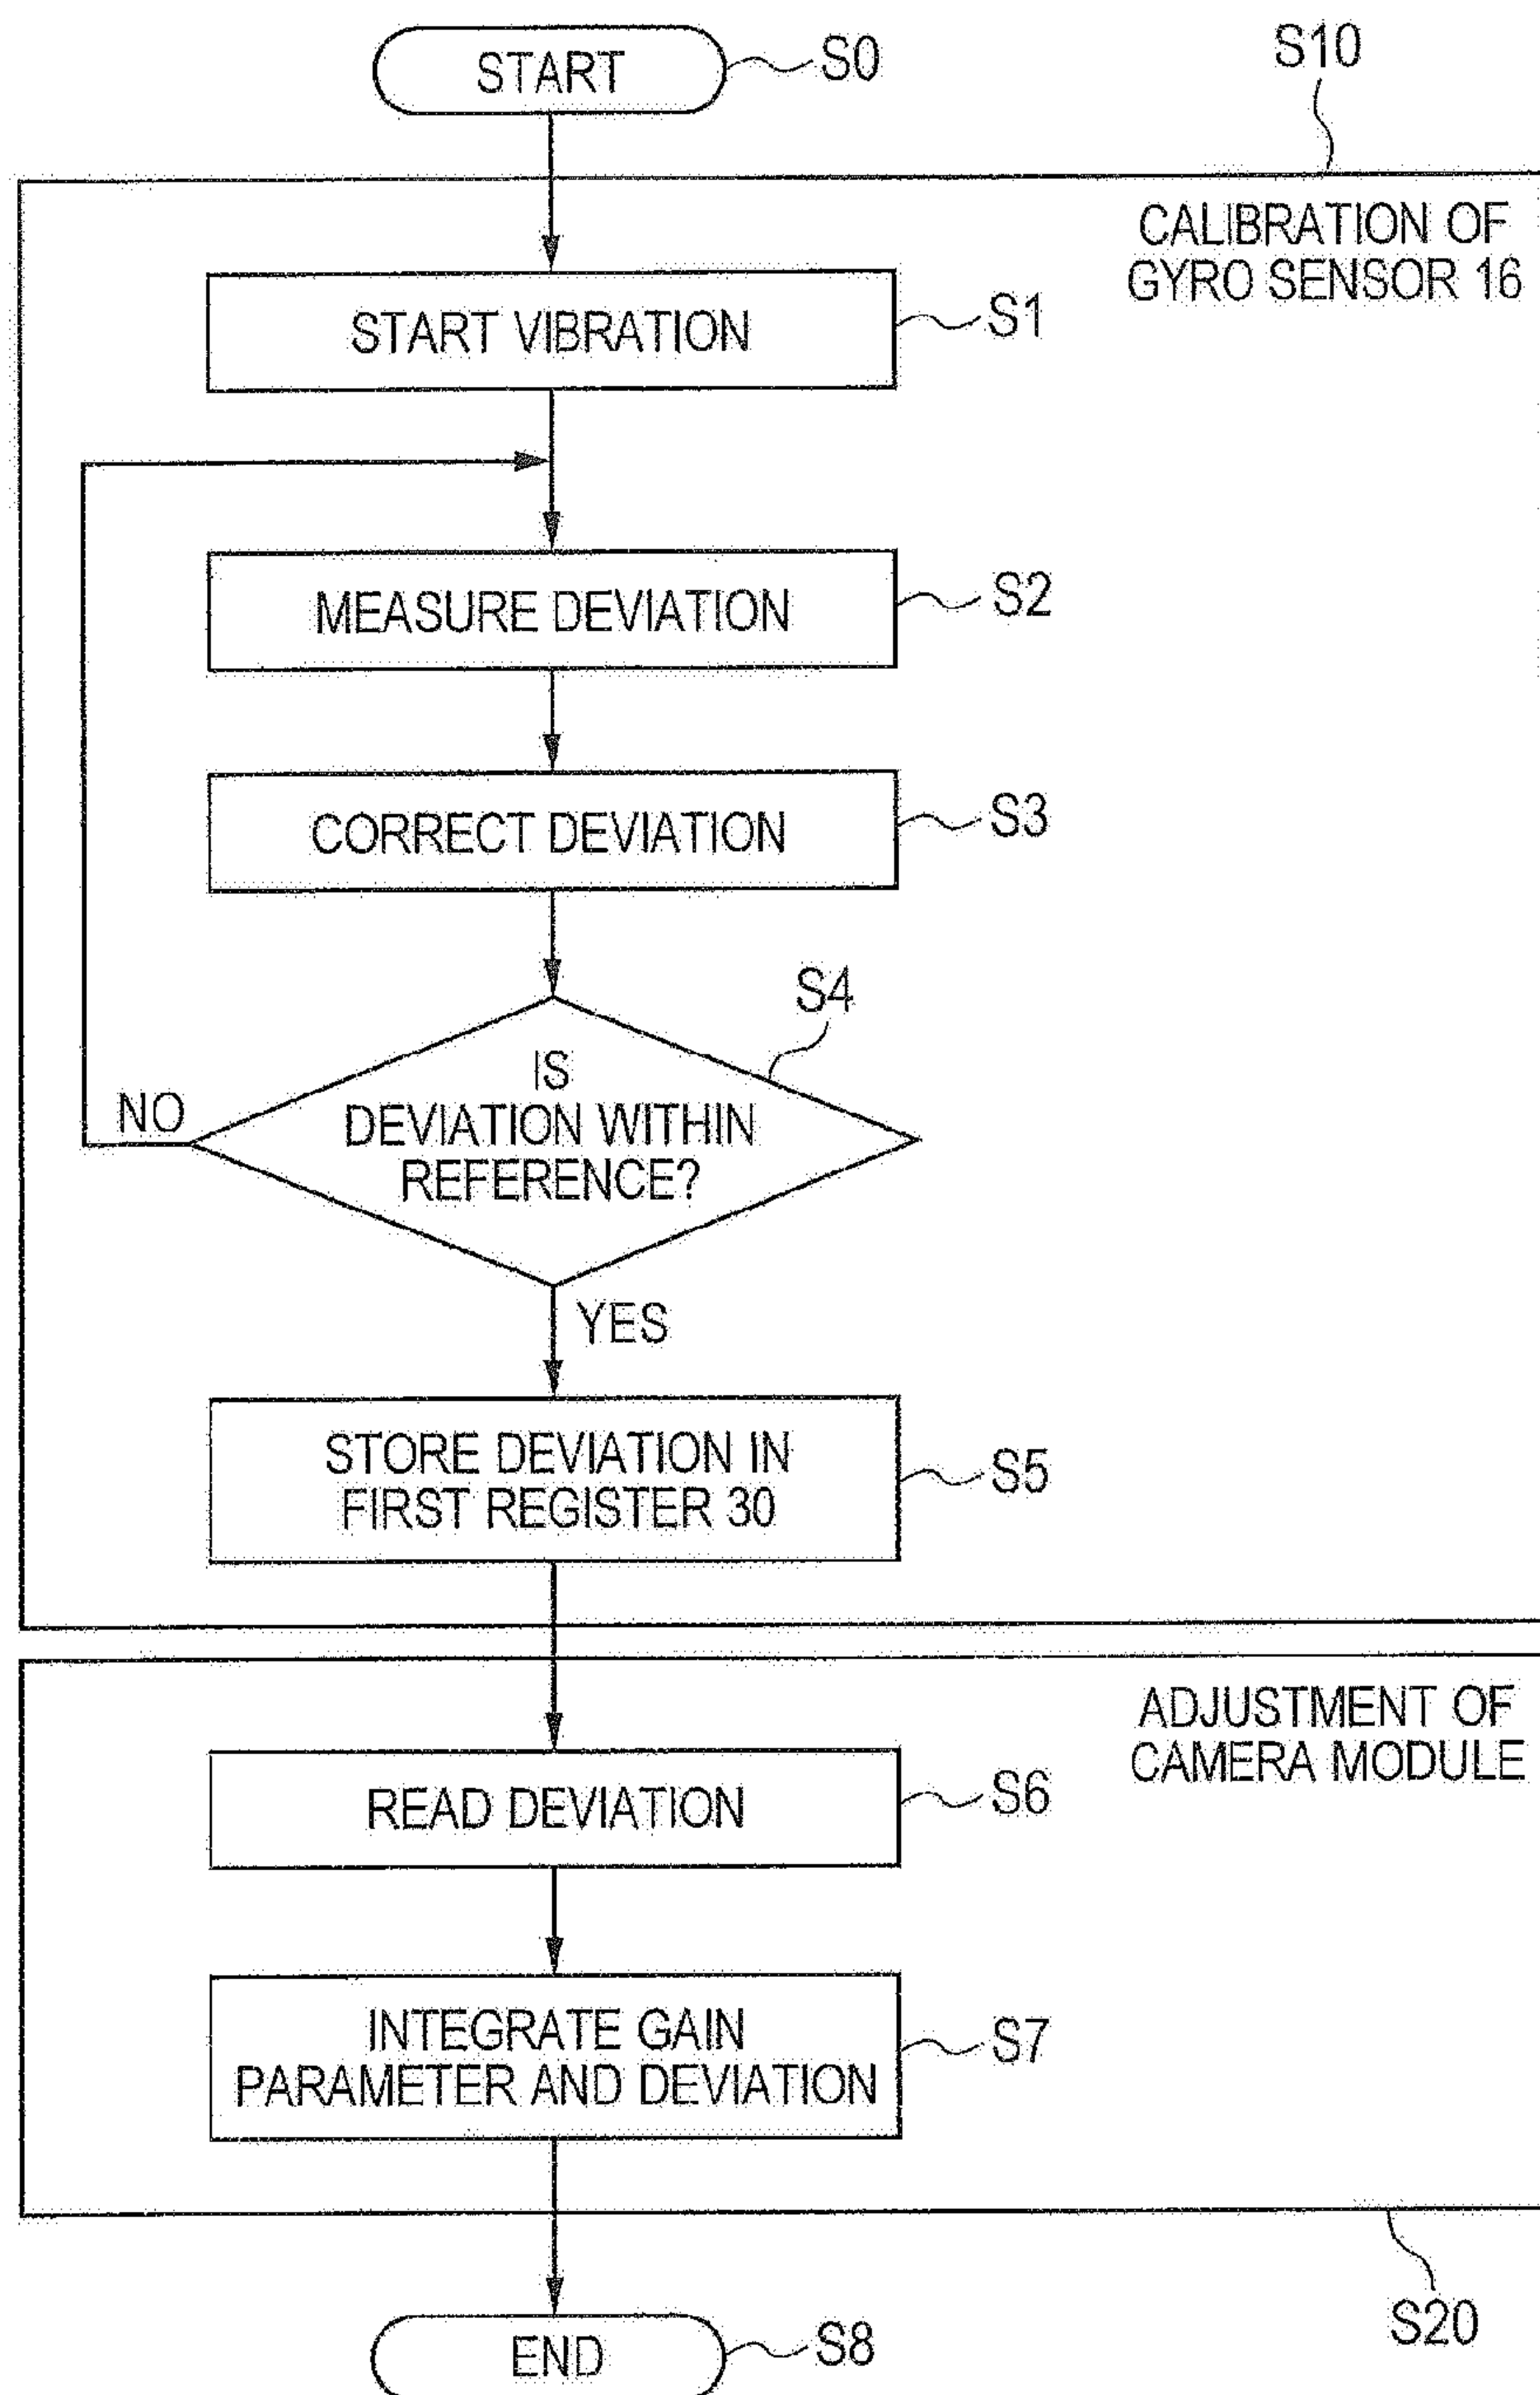 START
S0
S10
CALIBRATION OF
GYRO SENSOR 16
START VIBRATION
S1
MEASURE DEVIATION
S2
CORRECT DEVIATION
S3
S4
IS
DEVIATION WITHIN
REFERENCE?
NO
YES
STORE DEVIATION IN
FIRST REGISTER 30
S5
ADJUSTMENT OF
CAMERA MODULE
READ DEVIATION
S6
INTEGRATE GAIN
PARAMETER AND DEVIATION
S7
S20
END
S8